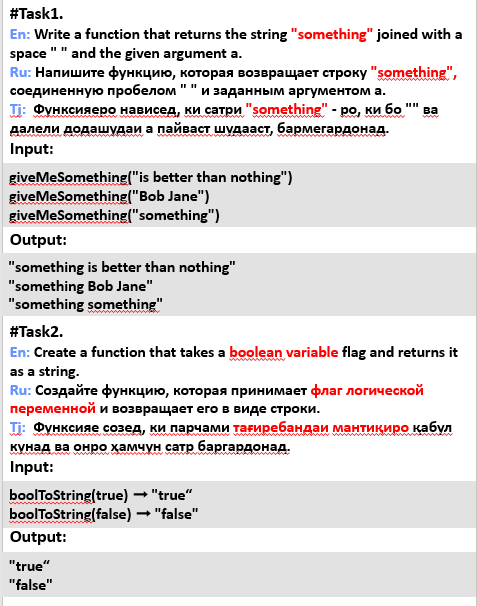 #Task1.
En: Write a function that returns the string "something" joined with a
space " " and the given argument a.
Ru: Напишите функцию, которая возвращает строку "something",
соединенную пробелом " " и заданным аргументом a.
Tj: Функсияеро нависед, ки сатри "something" - ро, ки бо "" ва
далели додашудаи a пайваст шудааст, бармегардонад.
Input:
giveMeSomething("is better than nothing")
giveMeSomething("Bob Jane")
giveMeSomething("something")
Output:
"something is better than nothing"
"something Bob Jane"
"something something"
#Task2.
En: Create a function that takes a boolean variable flag and returns it
as a string.
Ru: Создайте функцию, которая принимает флаг логической
переменной и возвращает его в виде строки.
Tj: Функсияе созед, ки парчами тағиребандаи мантиқиро қабул
кунад ва онро ҳамчун сатр баргардонад.
Input:
boolToString(true) → "true“
boolToString(false) → "false"
Output:
"true“
"false"